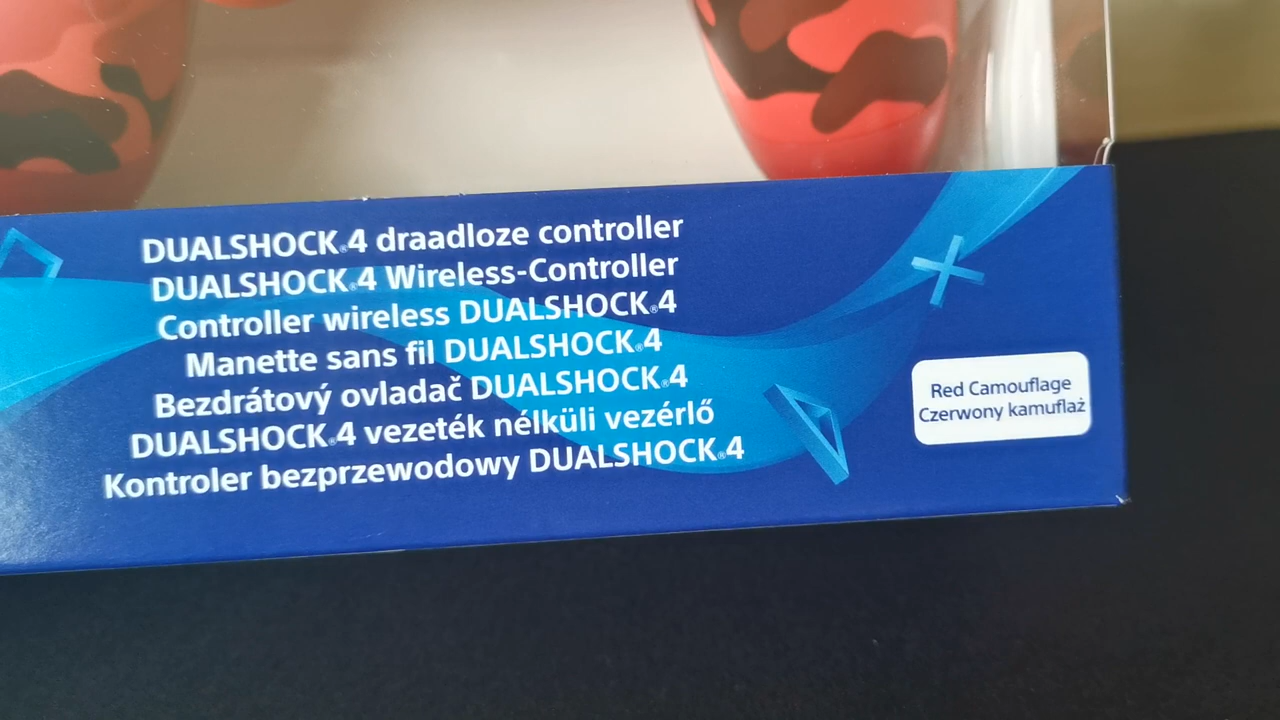 DUALSHOCK®4 draadloze controller
DUALSHOCK®4 Wireless-Controller
Controller wireless DUALSHOCK®4
Manette sans fil DUALSHOCK®4
Bezdrátový ovladač DUALSHOCK®4
DUALSHOCK®4 vezeték nélküli vezérlő
Kontroler bezprzewodowy DUALSHOCK®4
Red Camouflage
Czerwony kamuflaż